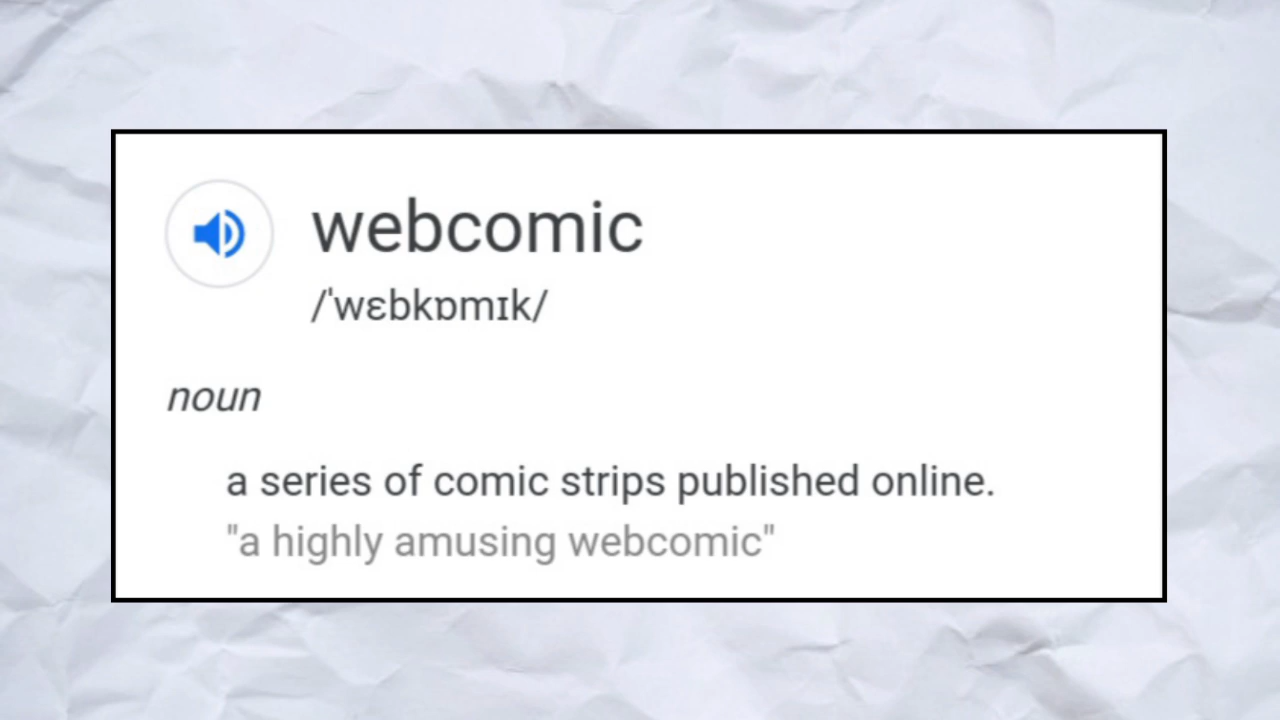 webcomic
/ˈwɛbkɒmɪk/
noun
a series of comic strips published online.
"a highly amusing webcomic"